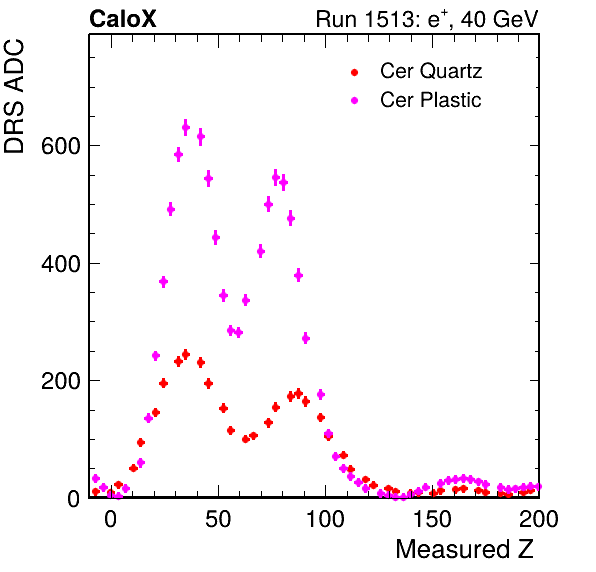 CaloX Run 1513: e⁺, 40 GeV
DRS ADC
Cer Quartz
Cer Plastic
600
400
200
0
0 50 100 150 200
Measured Z